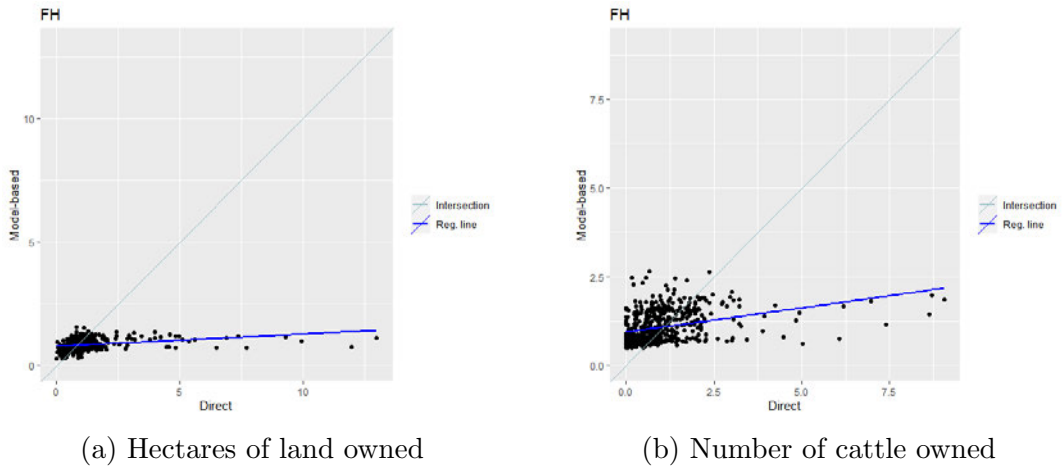 FH
10
5
0
Model-based
0
5
10
Direct
Intersection
Reg. line
(a) Hectares of land owned
FH
7.5
5.0
2.5
0.0
Model-based
0.0
2.5
5.0
7.5
Direct
Intersection
Reg. line
(b) Number of cattle owned